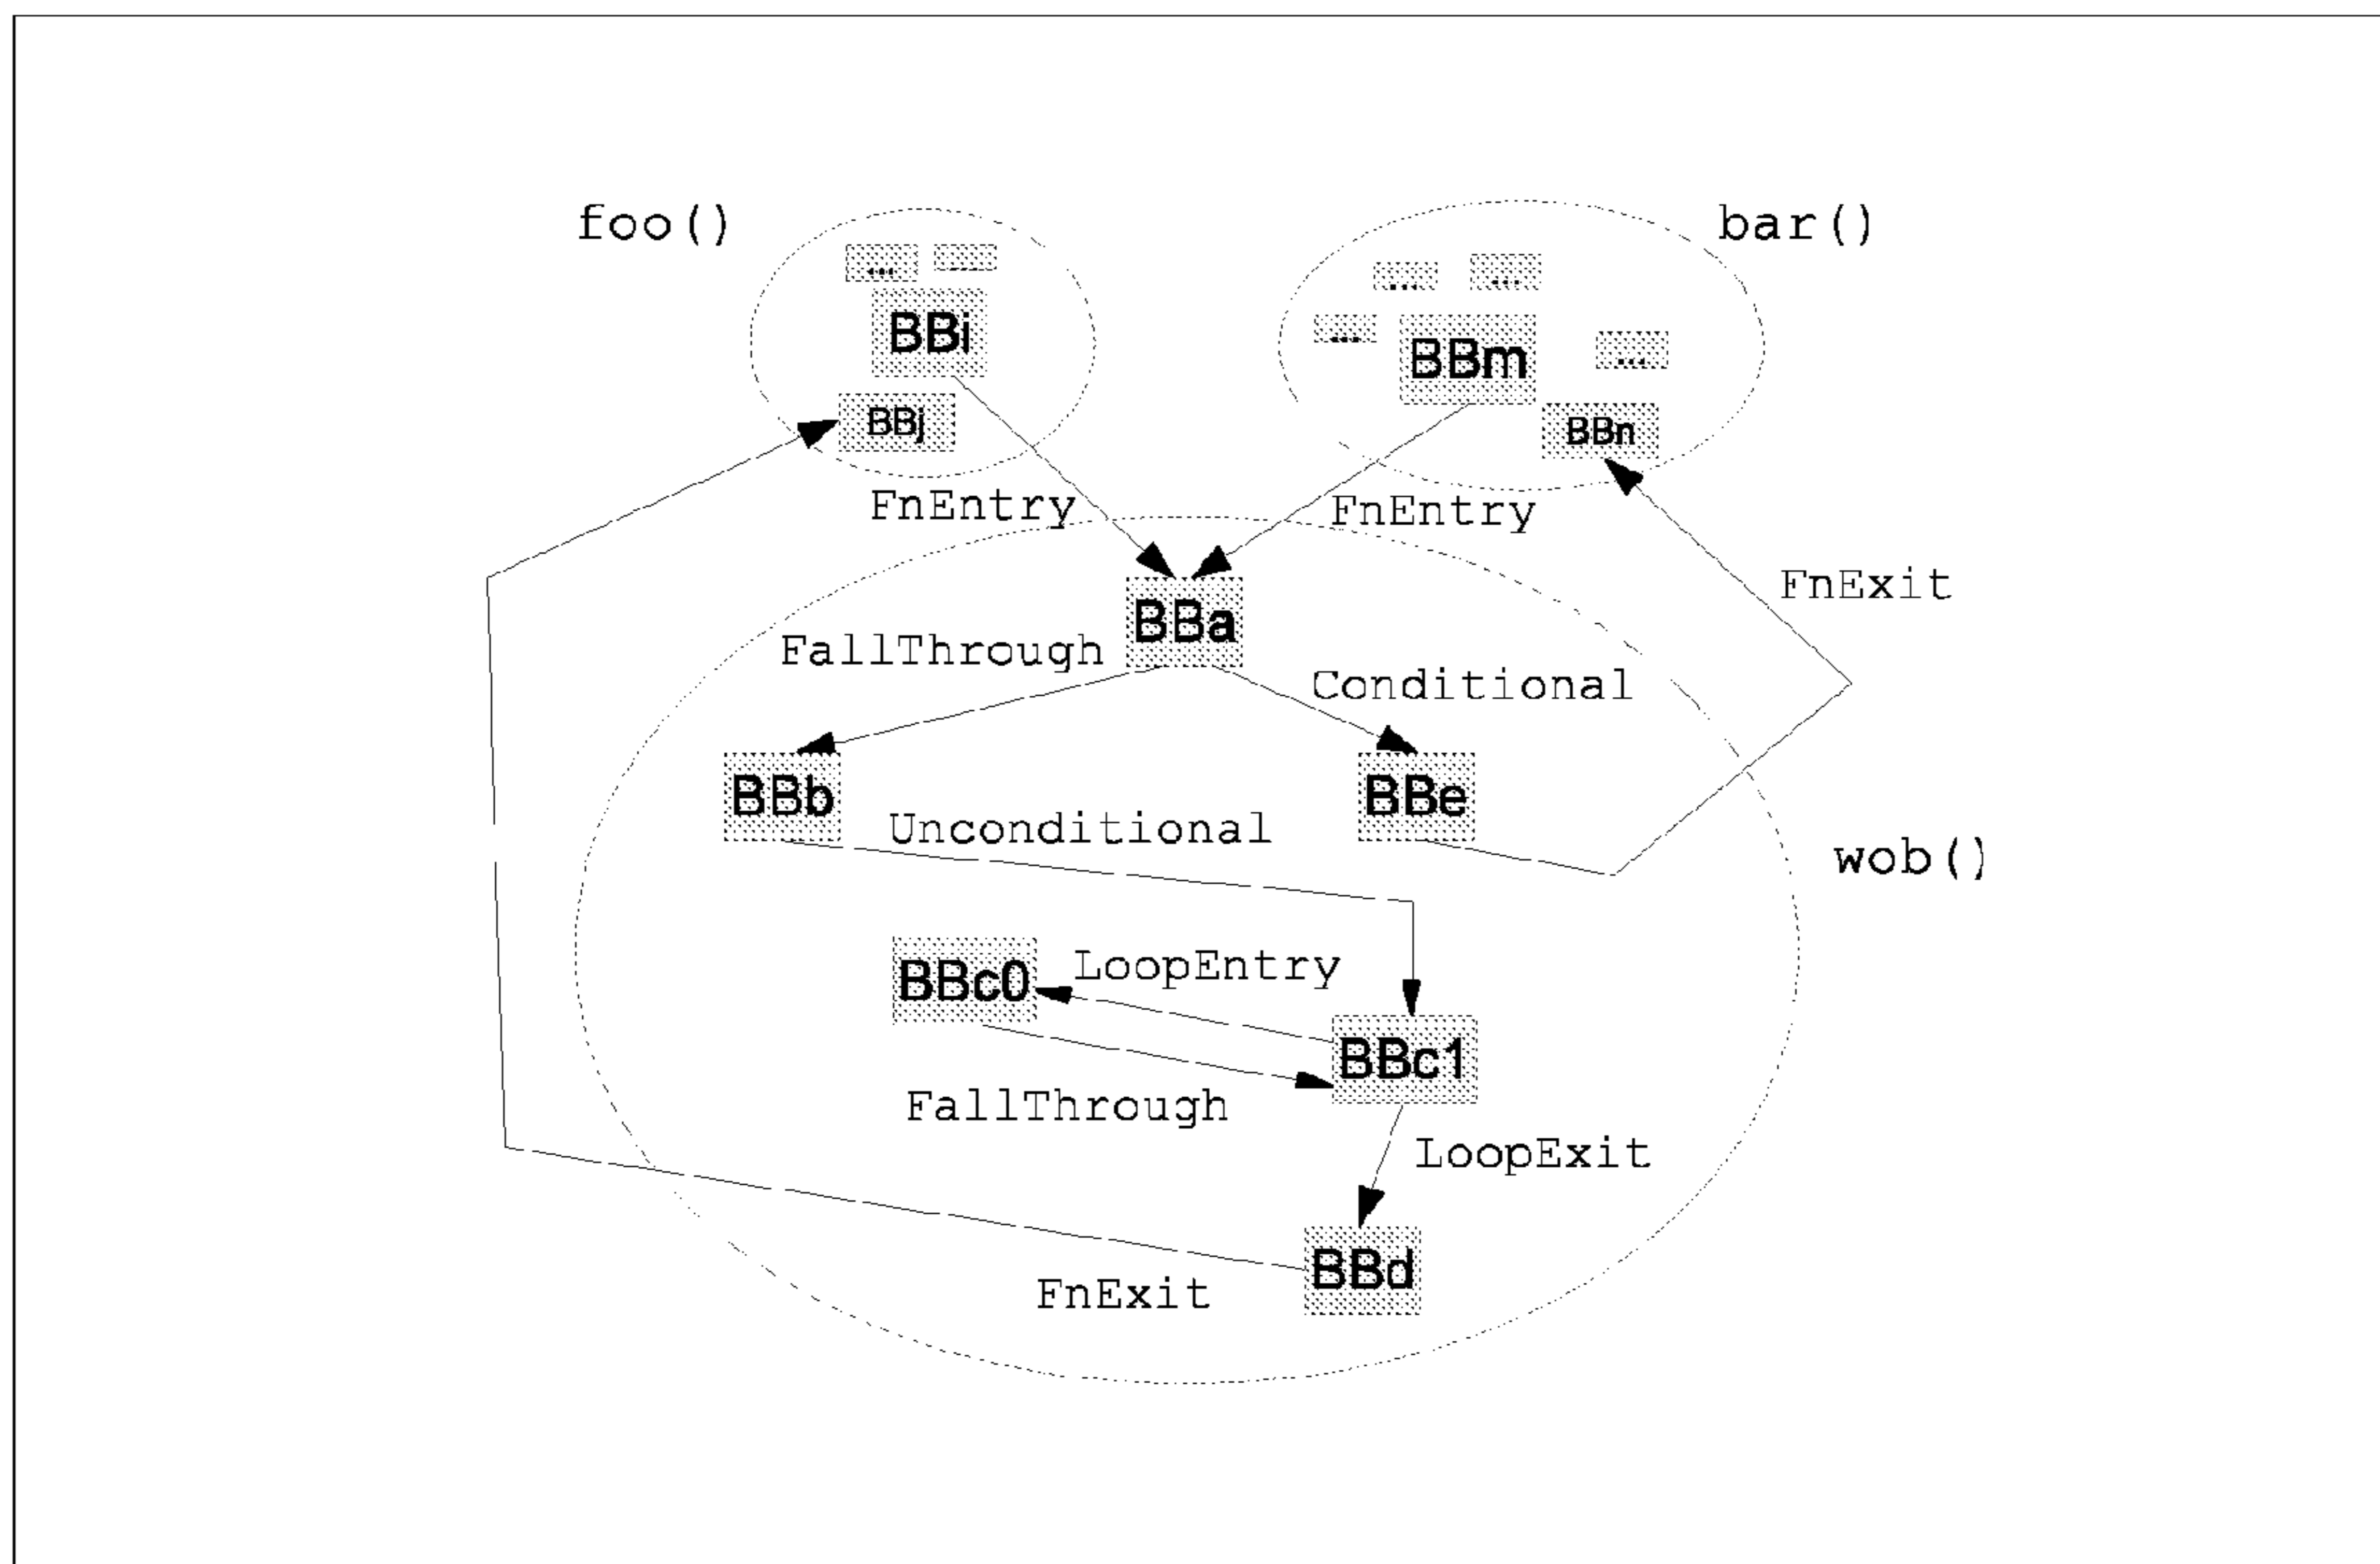 foo()
bar()
... ...
... ...
BBi
... BBm ...
BBj
BBn
FnEntry
FnEntry
FnExit
BBa
FallThrough
Conditional
BBb
BBe
Unconditional
wob()
BBc0
LoopEntry
BBc1
FallThrough
LoopExit
BBd
FnExit